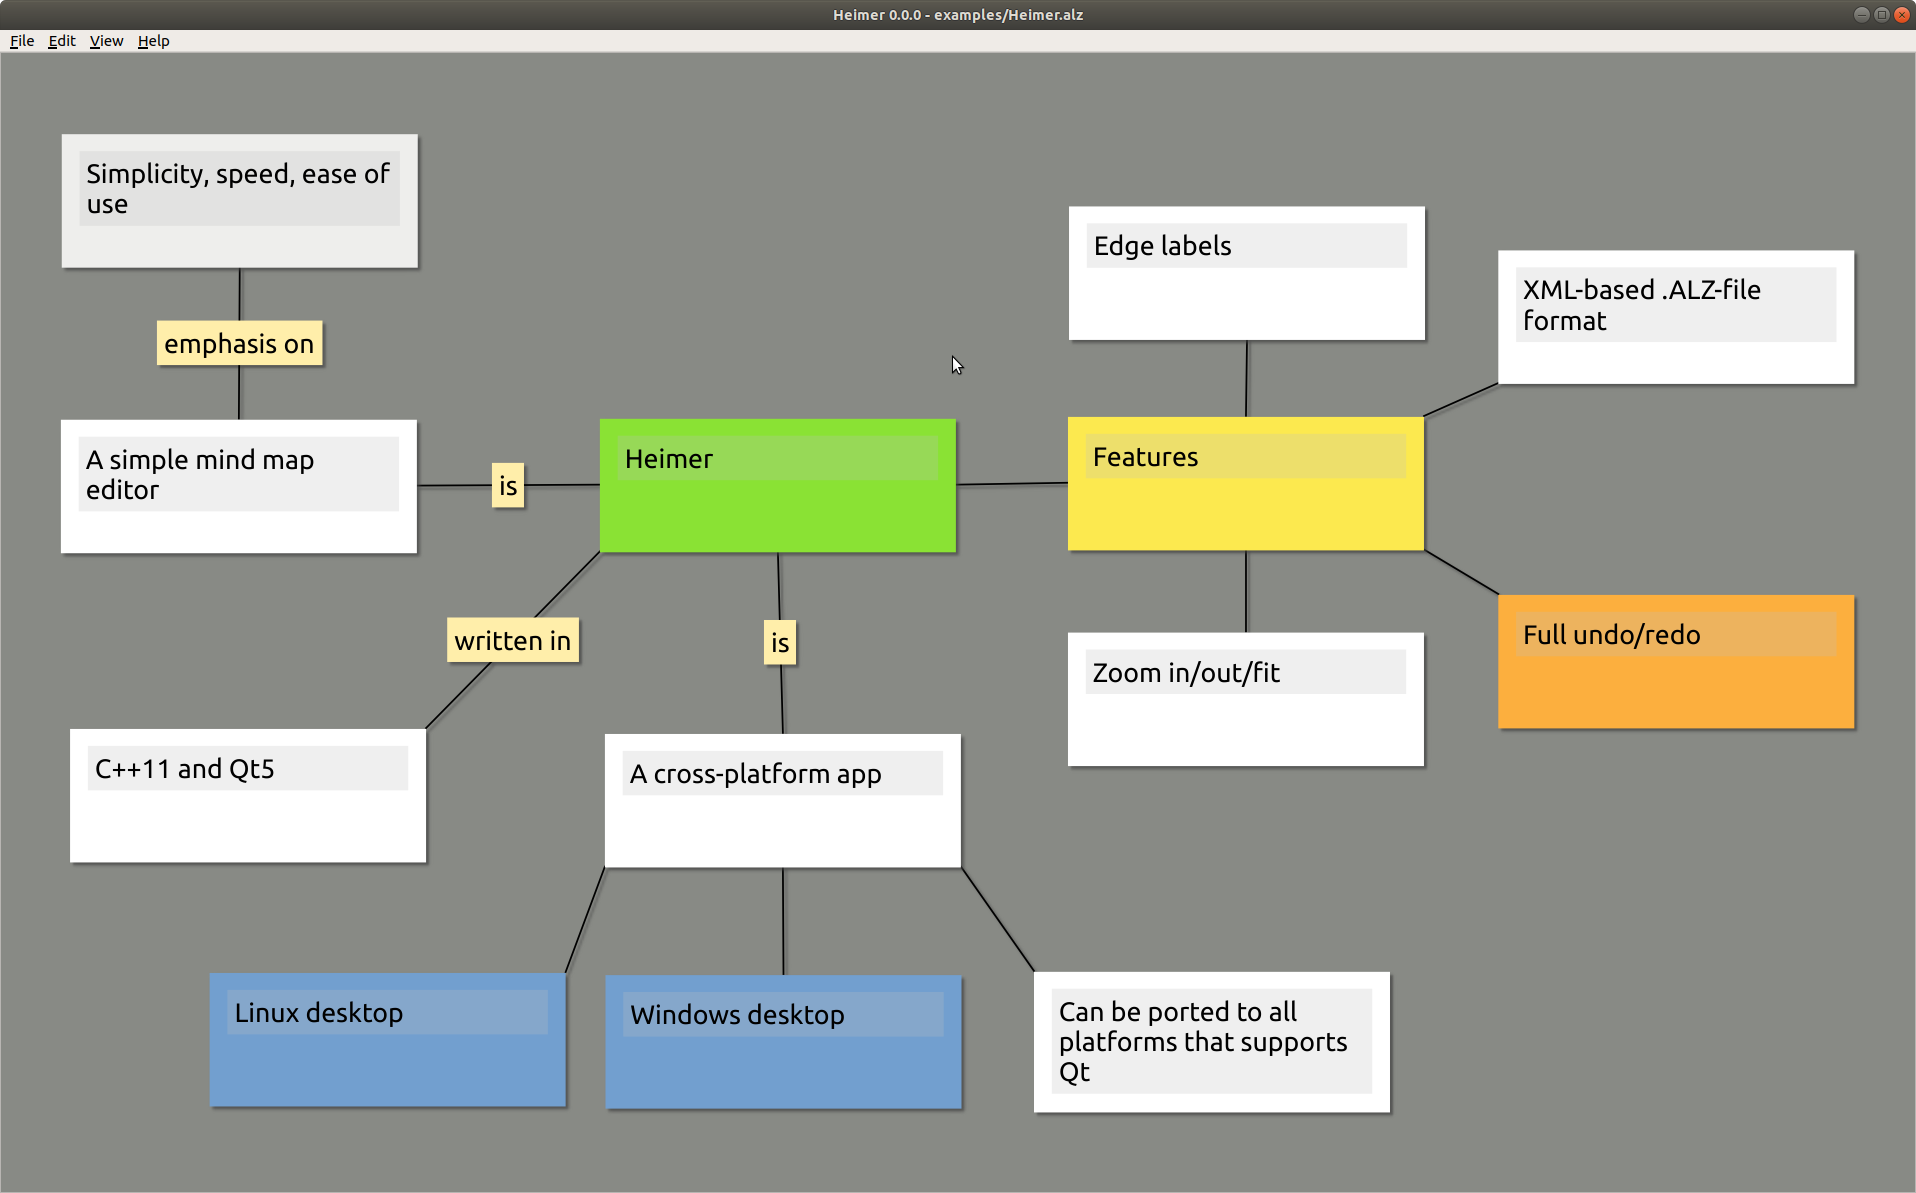 Heimer 0.0.0 - examples/Heimer.alz
File Edit View Help
Simplicity, speed, ease of
use
emphasis on
A simple mind map
editor
is
Heimer
Features
Edge labels
XML-based .ALZ-file
format
Full undo/redo
Zoom in/out/fit
written in
is
C++11 and Qt5
A cross-platform app
Linux desktop
Windows desktop
Can be ported to all
platforms that supports
Qt